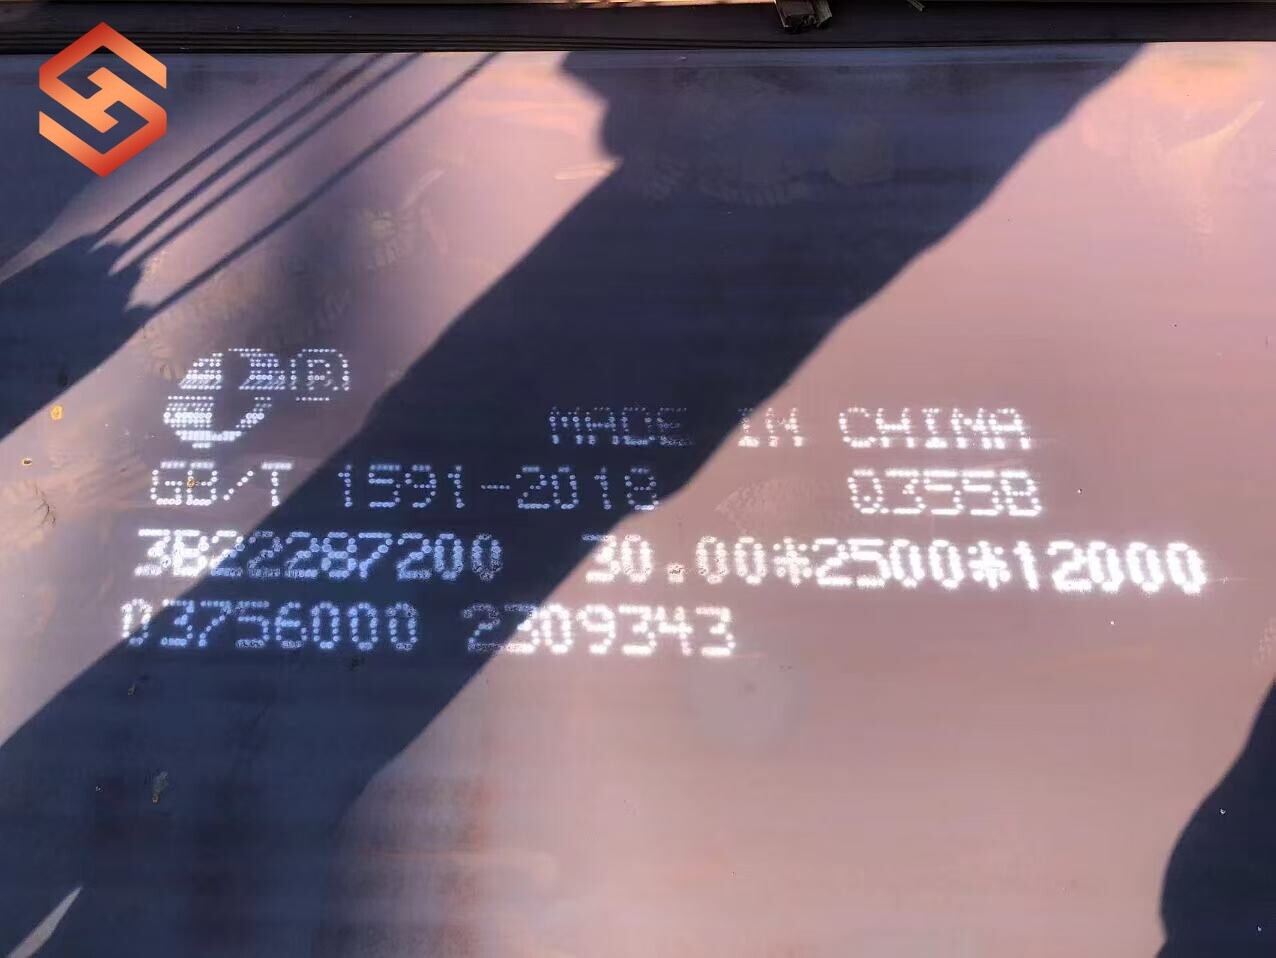 ®
MADE IN CHINA
GB/T 1591-2018 Q355B
3B22287200 30.00*2500*12000
03756000 2309343